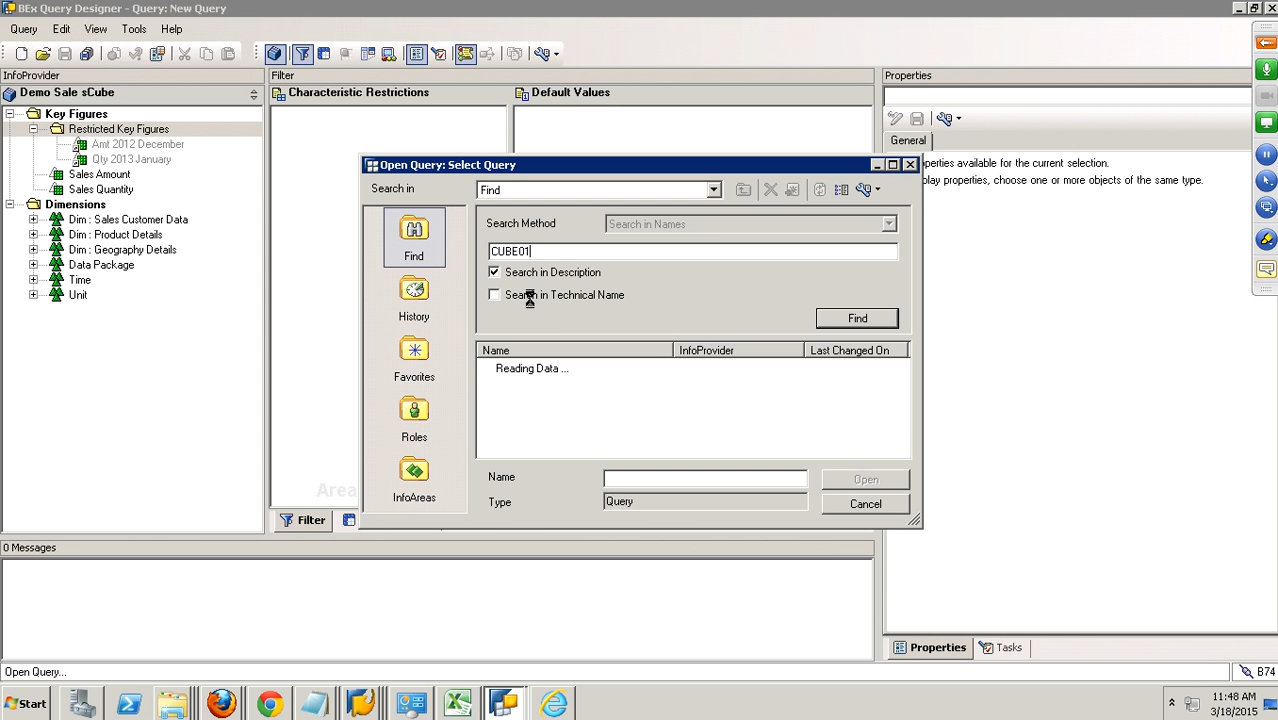 BEx Query Designer - Query: New Query
Query Edit View Tools Help
InfoProvider
Demo Sale sCube
Key Figures
Restricted Key Figures
Amt 2012 December
Qty 2013 January
Sales Amount
Sales Quantity
Dimensions
Dim : Sales Customer Data
Dim : Product Details
Dim : Geography Details
Data Package
Time
Unit
Filter
Characteristic Restrictions
Default Values
Area
Filter
Open Query: Select Query
Search in
Find
Find
History
Favorites
Roles
InfoAreas
Search Method
Search in Names
CUBE01
Search in Description
Search in Technical Name
Find
Name InfoProvider Last Changed On
Reading Data ...
Name
Open
Type
Query
Cancel
Properties
General
operties available for the current selection.
play properties, choose one or more objects of the same type.
Properties Tasks
0 Messages
Open Query...
B74
Start
11:48 AM
3/18/2015